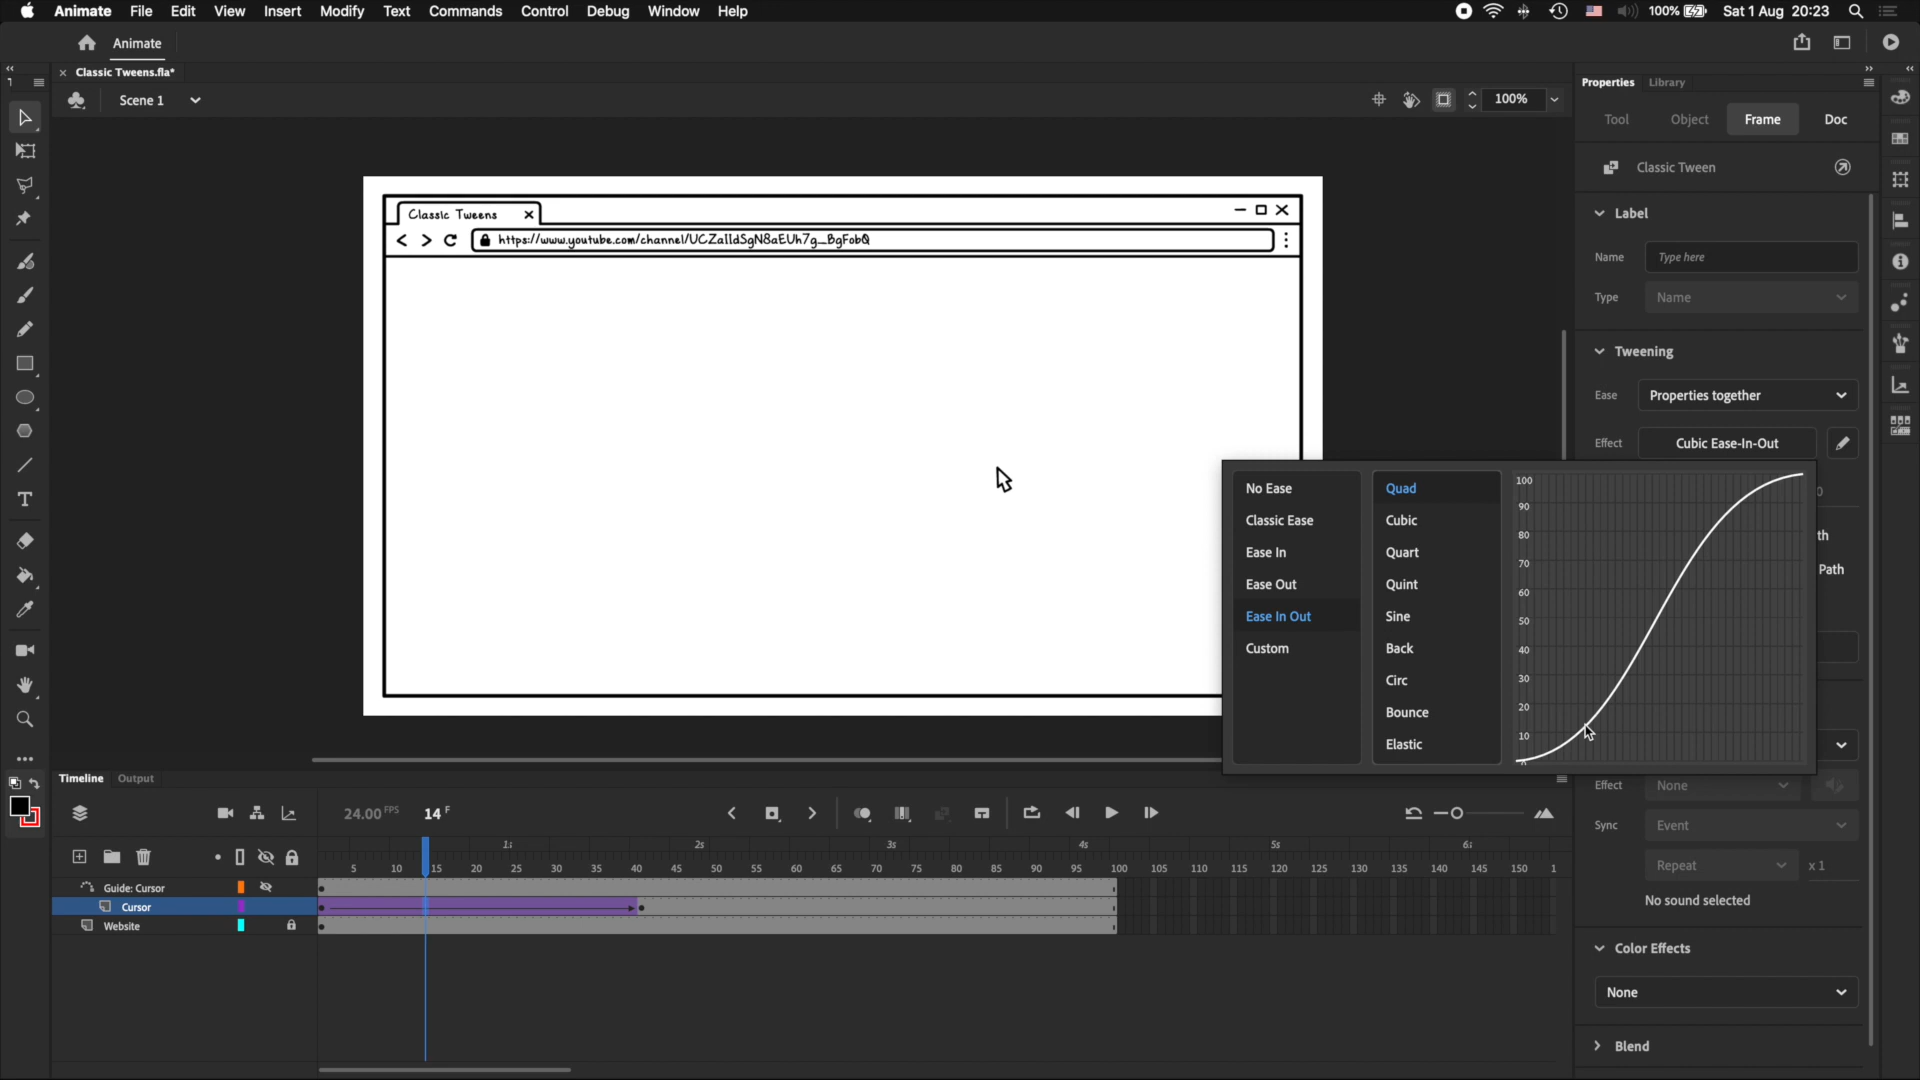 Animate File Edit View Insert Modify Text Commands Control Debug Window Help 100% Sat 1 Aug 20:23
Animate
Classic Tweens.fla*
Scene 1
100%
Classic Tweens
https://www.youtube.com/channel/UCZalldSgN8aEUh7g_BgFobQ
Properties Library
Tool Object Frame Doc
Classic Tween
Label
Name Type here
Type Name
Tweening
Ease Properties together
Effect Cubic Ease-In-Out
No Ease
Classic Ease
Ease In
Ease Out
Ease In Out
Custom
Quad
Cubic
Quart
Quint
Sine
Back
Circ
Bounce
Elastic
100
90
80
70
60
50
40
30
20
10
Path
Effect None
Sync Event
Repeat x 1
No sound selected
Color Effects
None
Blend
Timeline Output
24.00 FPS 14 F
2s 3s 4s 5s
5 10 15 20 25 30 35 40 45 50 55 60 65 70 75 80 85 90 95 100 105 110 115 120 125 130 135 140 145 150
Guide: Cursor
Cursor
Website